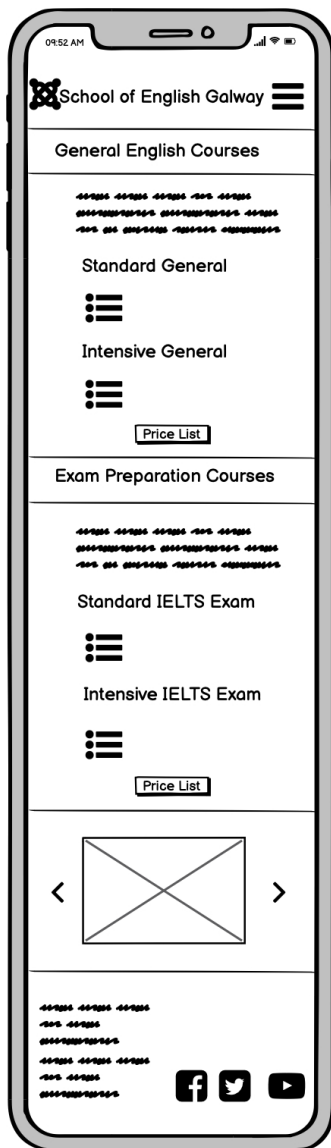 09:52 AM
School of English Galway
General English Courses
Standard General
Intensive General
Price List
Exam Preparation Courses
Standard IELTS Exam
Intensive IELTS Exam
Price List